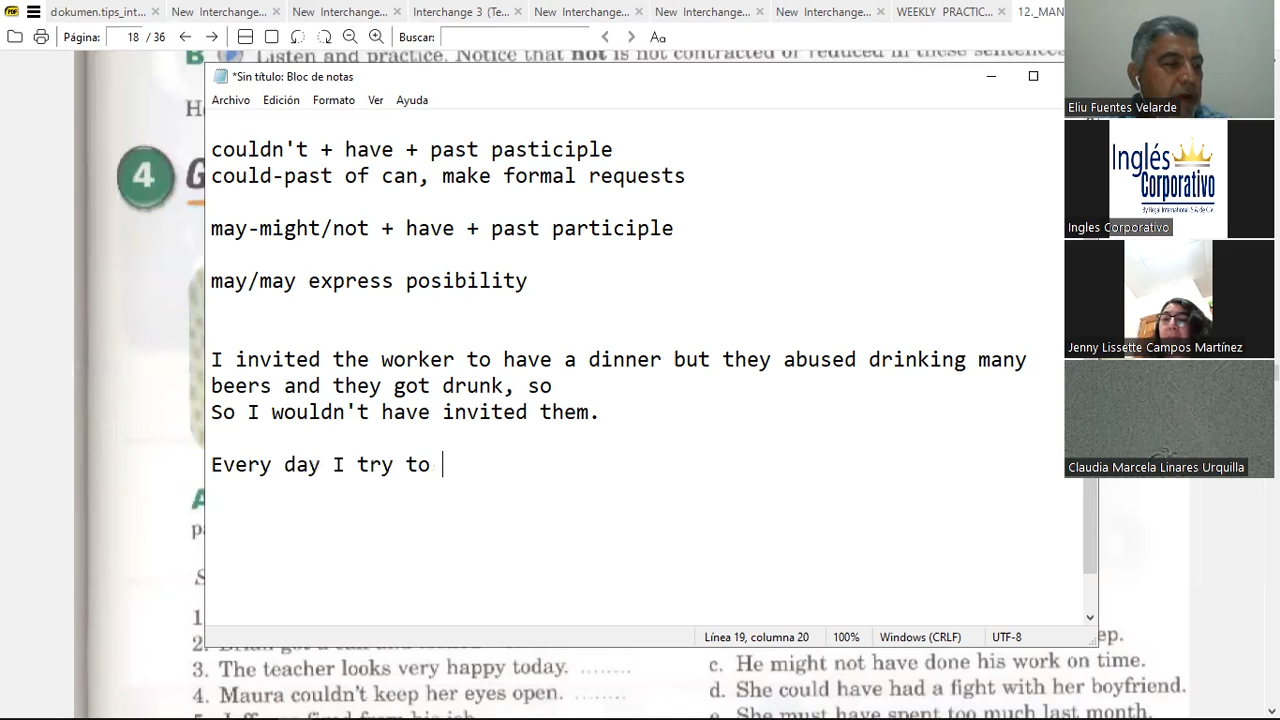 dokumen.tips_int...
New Interchange...
New Interchange...
Interchange 3 (Te...
New Interchange...
New Interchange...
New Interchange...
WEEKLY PRACTIC...
12._MAN
Página: 18 / 36
Buscar:
Aa
B Listen and practice. Notice that not is not contracted or reduced in these sentences
*Sin título: Bloc de notas
Archivo Edición Formato Ver Ayuda
He
4 G
couldn't + have + past pasticiple
could-past of can, make formal requests
may-might/not + have + past participle
may/may express posibility
I invited the worker to have a dinner but they abused drinking many
beers and they got drunk, so
So I wouldn't have invited them.
Every day I try to
A
pa
S
1
Línea 19, columna 20 100% Windows (CRLF) UTF-8
2. ep.
3. The teacher looks very happy today. ........
c. He might not have done his work on time.
4. Maura couldn't keep her eyes open. ........
d. She could have had a fight with her boyfriend.
e. She must have spent too much last month.
Eliu Fuentes Velarde
Inglés
Corporativo
Ingles Corporativo
Jenny Lissette Campos Martínez
Claudia Marcela Linares Urquilla